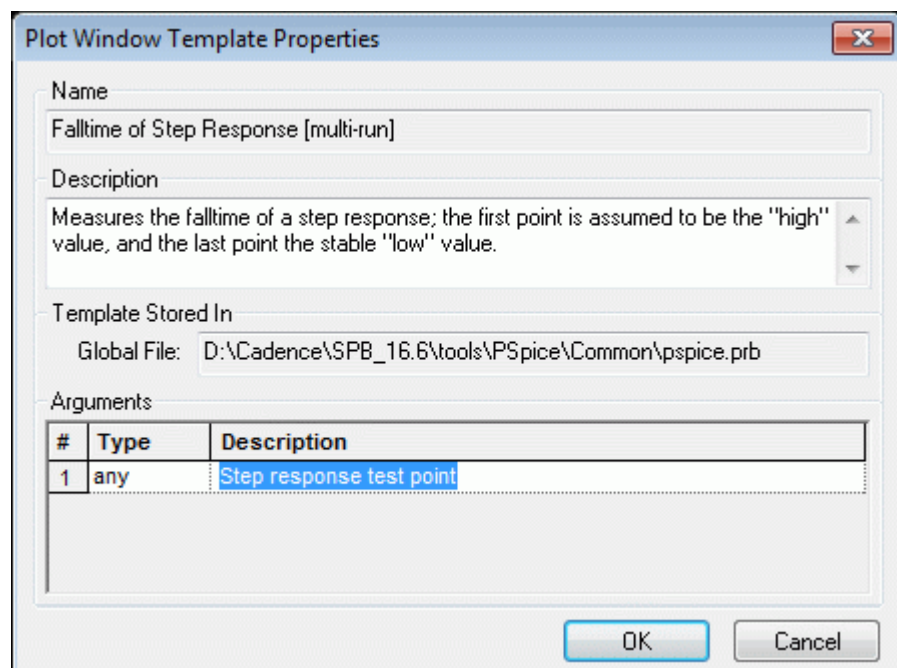 Plot Window Template Properties
Name
Falltime of Step Response [multi-run]
Description
Measures the falltime of a step response; the first point is assumed to be the "high"
value, and the last point the stable "low" value.
Template Stored In
Global File: D:\Cadence\SPB_16.6\tools\PSpice\Common\pspice.prb
Arguments
# Type Description
1 any Step response test point
OK Cancel